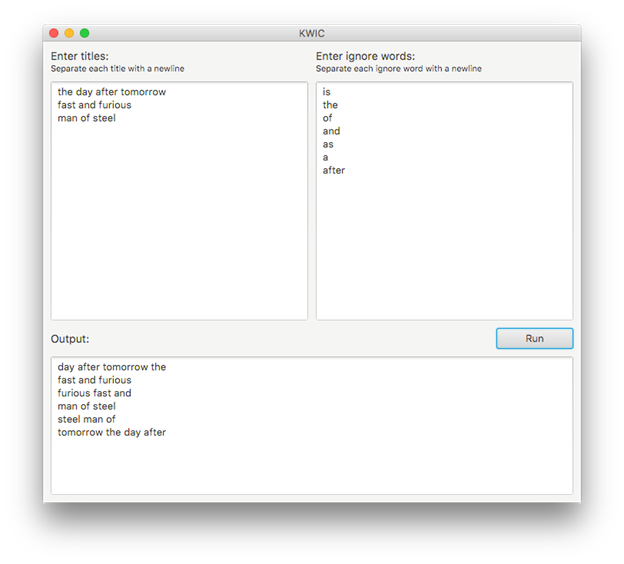 KWIC
Enter titles:
Separate each title with a newline
the day after tomorrow
fast and furious
man of steel
Enter ignore words:
Separate each ignore word with a newline
is
the
of
and
as
a
after
Output:
Run
day after tomorrow the
fast and furious
furious fast and
man of steel
steel man of
tomorrow the day after